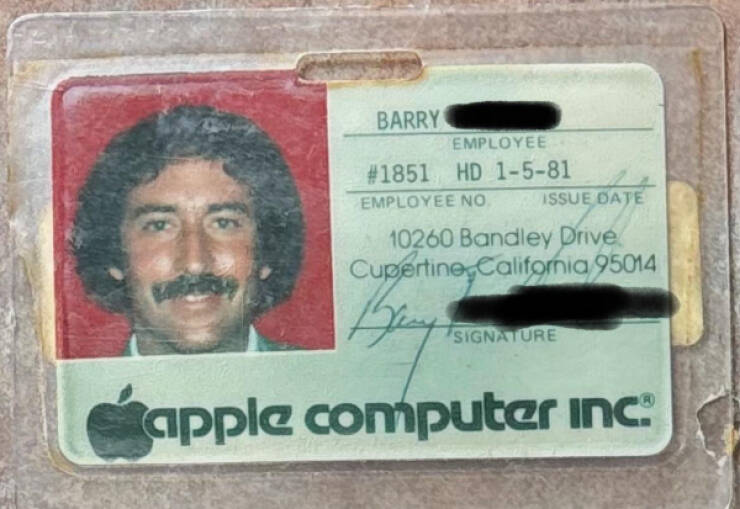 BARRY
EMPLOYEE
#1851 HD 1-5-81
EMPLOYEE NO. ISSUE DATE
10260 Bandley Drive
Cupertino, California 95014
Barry
SIGNATURE
apple computer inc.®